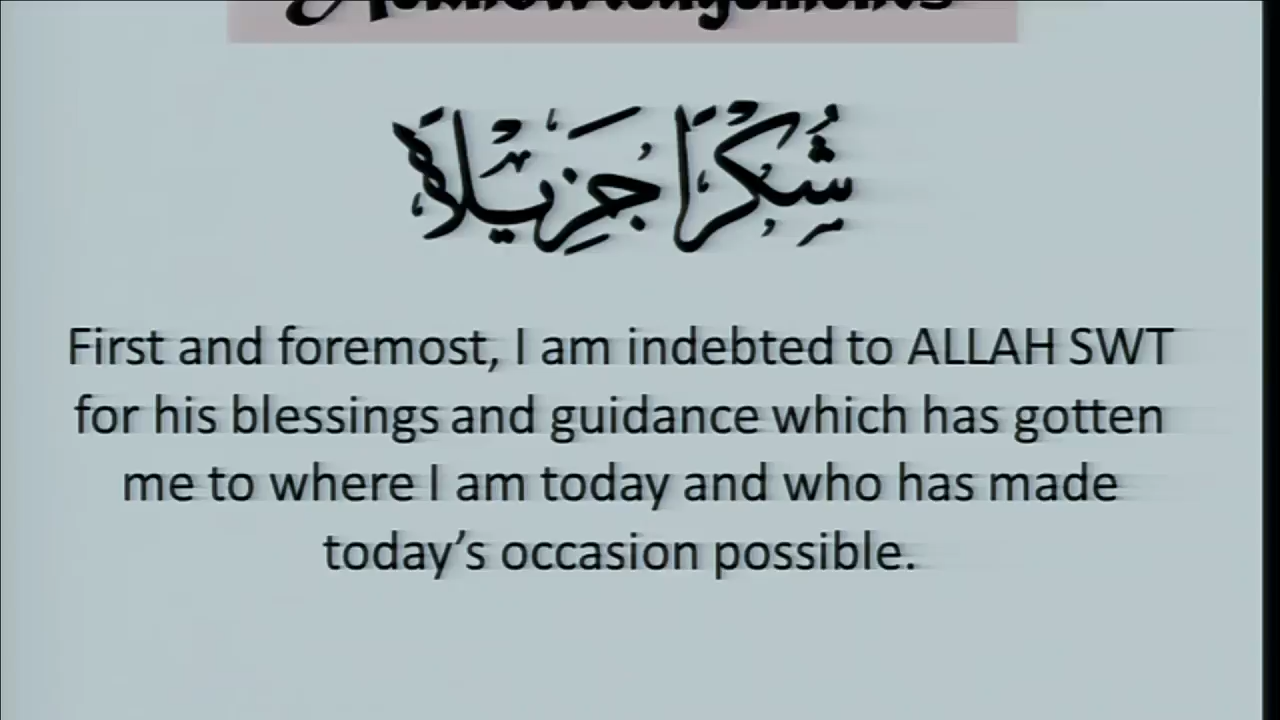 Acknowledgements
شُكْرًا جَزِيْلًا
First and foremost, I am indebted to ALLAH SWT
for his blessings and guidance which has gotten
me to where I am today and who has made
today’s occasion possible.